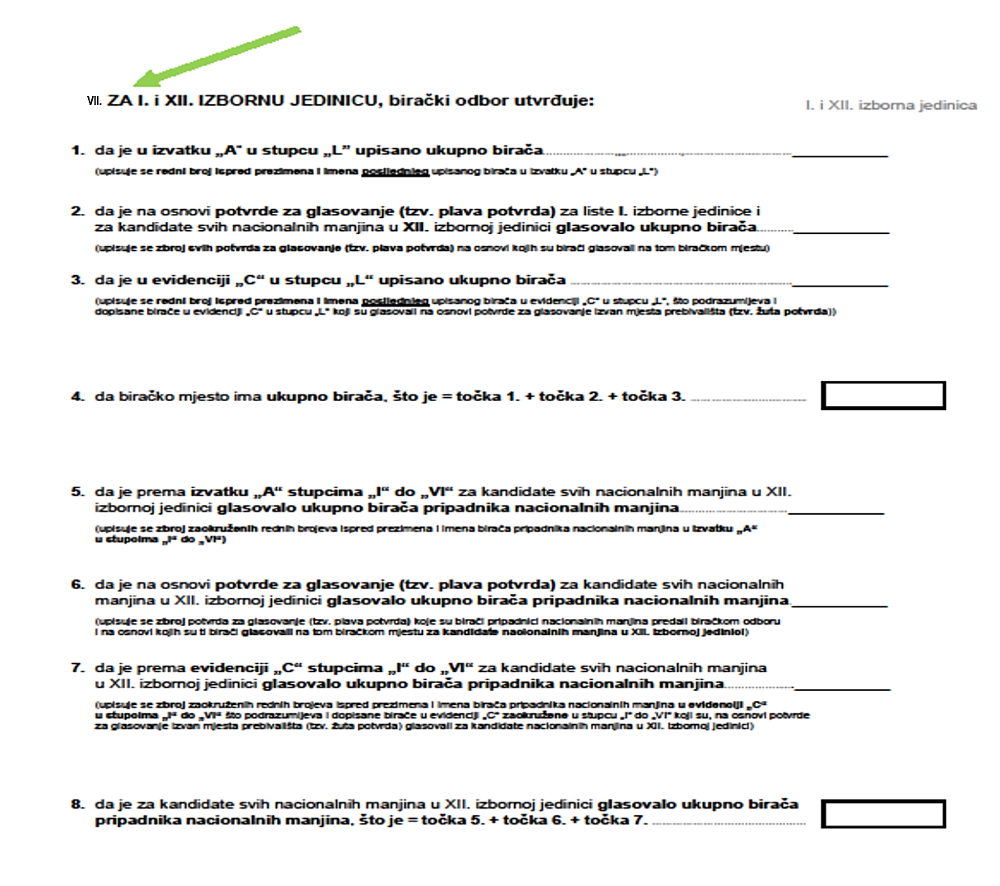 VII. ZA I. i XII. IZBORNU JEDINICU, birački odbor utvrđuje:
I. i XII. izborna jedinica
1. da je u izvatku „A" u stupcu „L” upisano ukupno birača
(upisuje se redni broj ispred prezimena i imena posljednjeg upisanog birača u izvatku „A" u stupcu „L")
2. da je na osnovi potvrde za glasovanje (tzv. plava potvrda) za liste I. izborne jedinice i
za kandidate svih nacionalnih manjina u XII. izbornoj jedinici glasovalo ukupno birača
(upisuje se zbroj svih potvrda za glasovanje (tzv. plava potvrda) na osnovi kojih su birači glasovali na tom biračkom mjestu)
3. da je u evidenciji „C“ u stupcu „L“ upisano ukupno birača
(upisuje se redni broj ispred prezimena i imena posljednjeg upisanog birača u evidenciji „C" u stupcu „L", što podrazumijeva i
dopisane birače u evidenciji „C" u stupcu „L" koji su glasovali na osnovi potvrde za glasovanje izvan mjesta prebivališta (tzv. žuta potvrda))
4. da biračko mjesto ima ukupno birača, što je = točka 1. + točka 2. + točka 3.
5. da je prema izvatku „A“ stupcima „I“ do „VI“ za kandidate svih nacionalnih manjina u XII.
izbornoj jedinici glasovalo ukupno birača pripadnika nacionalnih manjina
(upisuje se zbroj zaokruženih rednih brojeva ispred prezimena i imena birača pripadnika nacionalnih manjina u izvatku „A“
u stupcima „I“ do „VI“)
6. da je na osnovi potvrde za glasovanje (tzv. plava potvrda) za kandidate svih nacionalnih
manjina u XII. izbornoj jedinici glasovalo ukupno birača pripadnika nacionalnih manjina
(upisuje se zbroj potvrda za glasovanje (tzv. plava potvrda) koje su birači pripadnici nacionalnih manjina predali biračkom odboru
i na osnovi kojih su ti birači glasovali na tom biračkom mjestu za kandidate nacionalnih manjina u XII. izbornoj jedinici)
7. da je prema evidenciji „C“ stupcima „I“ do „VI“ za kandidate svih nacionalnih manjina
u XII. izbornoj jedinici glasovalo ukupno birača pripadnika nacionalnih manjina
(upisuje se zbroj zaokruženih rednih brojeva ispred prezimena i imena birača pripadnika nacionalnih manjina u evidenciji „C“
u stupcima „I“ do „VI“ što podrazumijeva i dopisane birače u evidenciji „C" zaokružene u stupcu „I" do „VI" koji su, na osnovi potvrde
za glasovanje izvan mjesta prebivališta (tzv. žuta potvrda) glasovali za kandidate nacionalnih manjina u XII. izbornoj jedinici)
8. da je za kandidate svih nacionalnih manjina u XII. izbornoj jedinici glasovalo ukupno birača
pripadnika nacionalnih manjina, što je = točka 5. + točka 6. + točka 7.